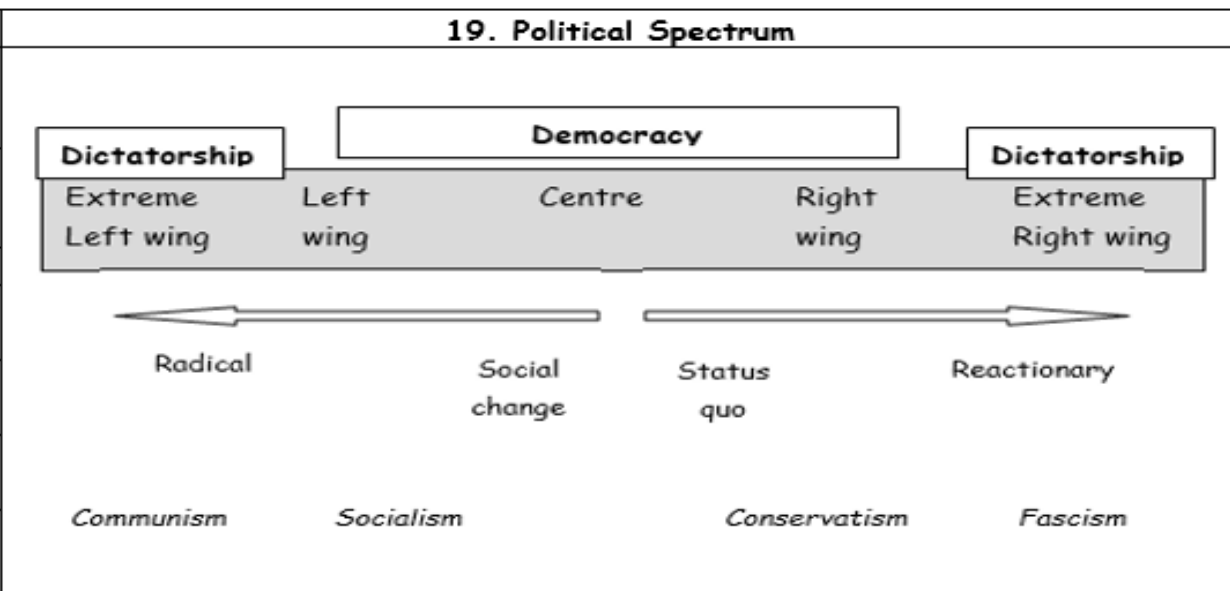 19. Political Spectrum
Democracy
Dictatorship
Dictatorship
Extreme Left Centre Right Extreme
Left wing wing wing Right wing
Radical Social Status Reactionary
change quo
Communism Socialism Conservatism Fascism